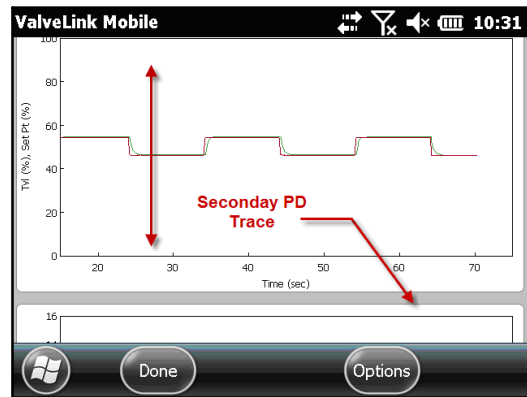 ValveLink Mobile 10:31
100
80
60
40
20
0
Tvl (%), Set Pt (%)
Seconday PD
Trace
20 30 40 50 60 70
Time (sec)
16
Done Options